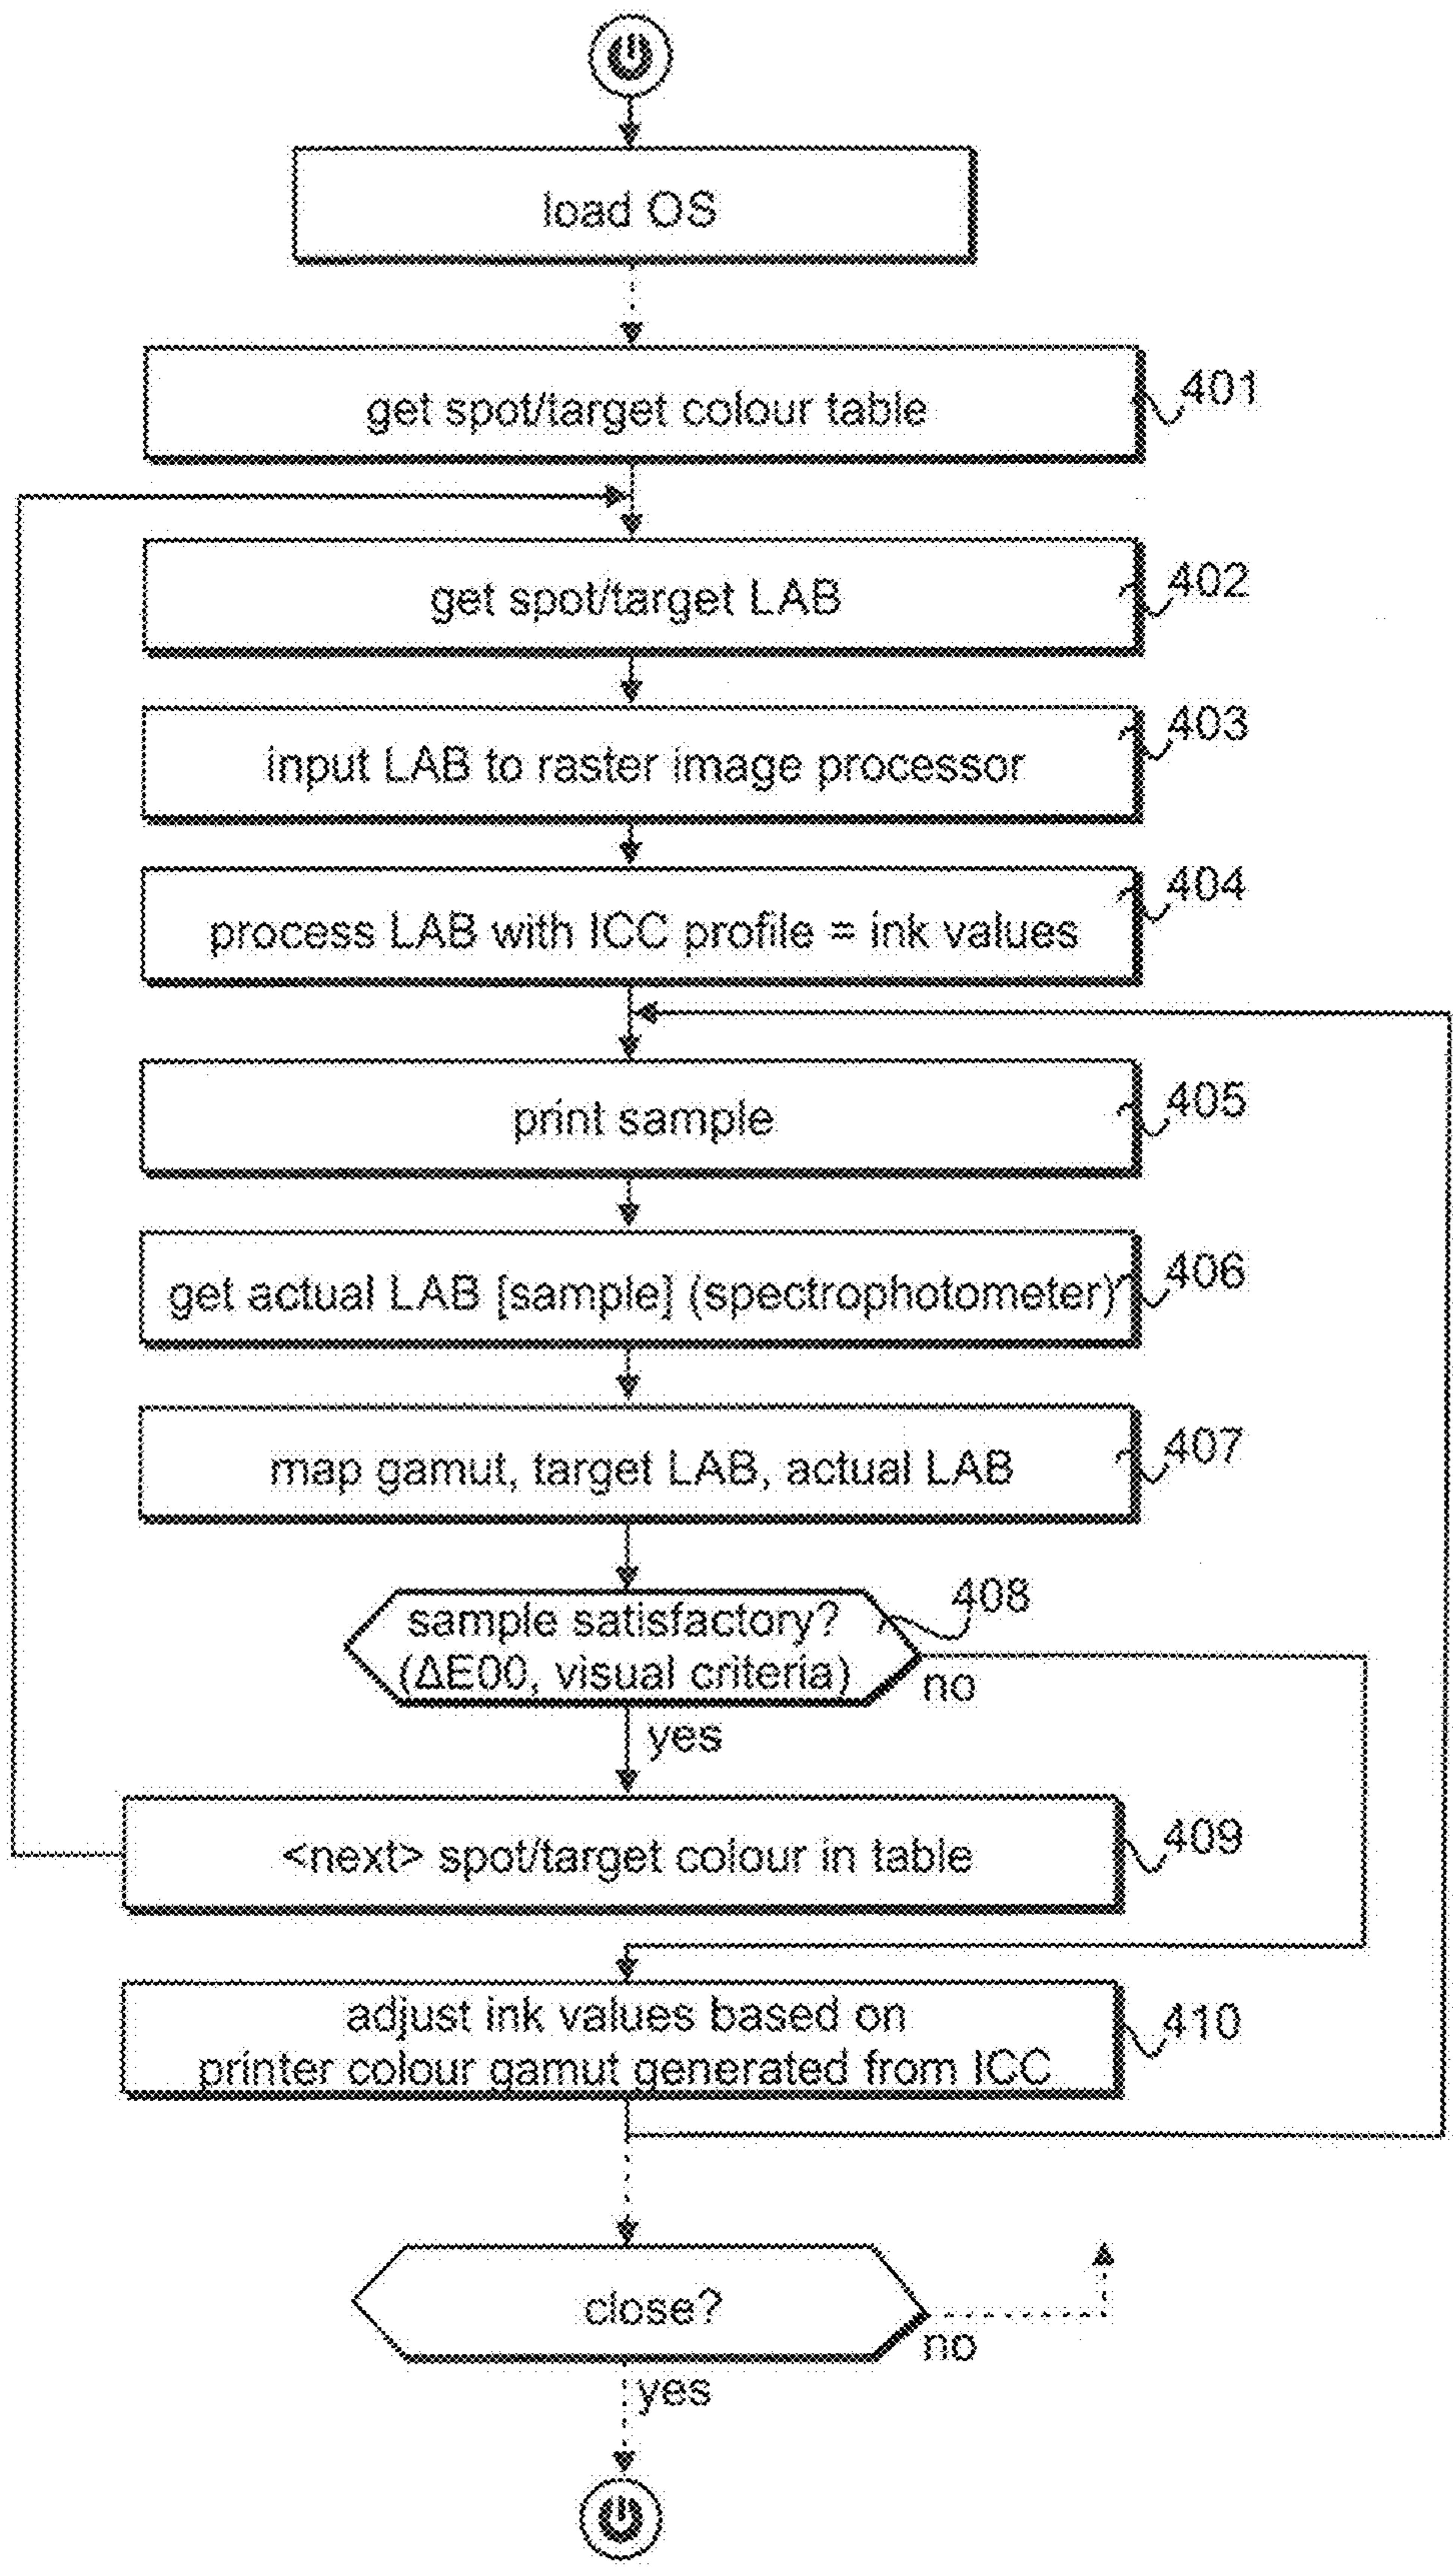 load OS
get spot/target colour table
401
get spot/target LAB
402
input LAB to raster image processor
403
process LAB with ICC profile = ink values
404
print sample
405
get actual LAB [sample] (spectrophotometer)
406
map gamut, target LAB, actual LAB
407
sample satisfactory?
(ΔE00, visual criteria)
408
no
yes
<next> spot/target colour in table
409
adjust ink values based on
printer colour gamut generated from ICC
410
close?
no
yes